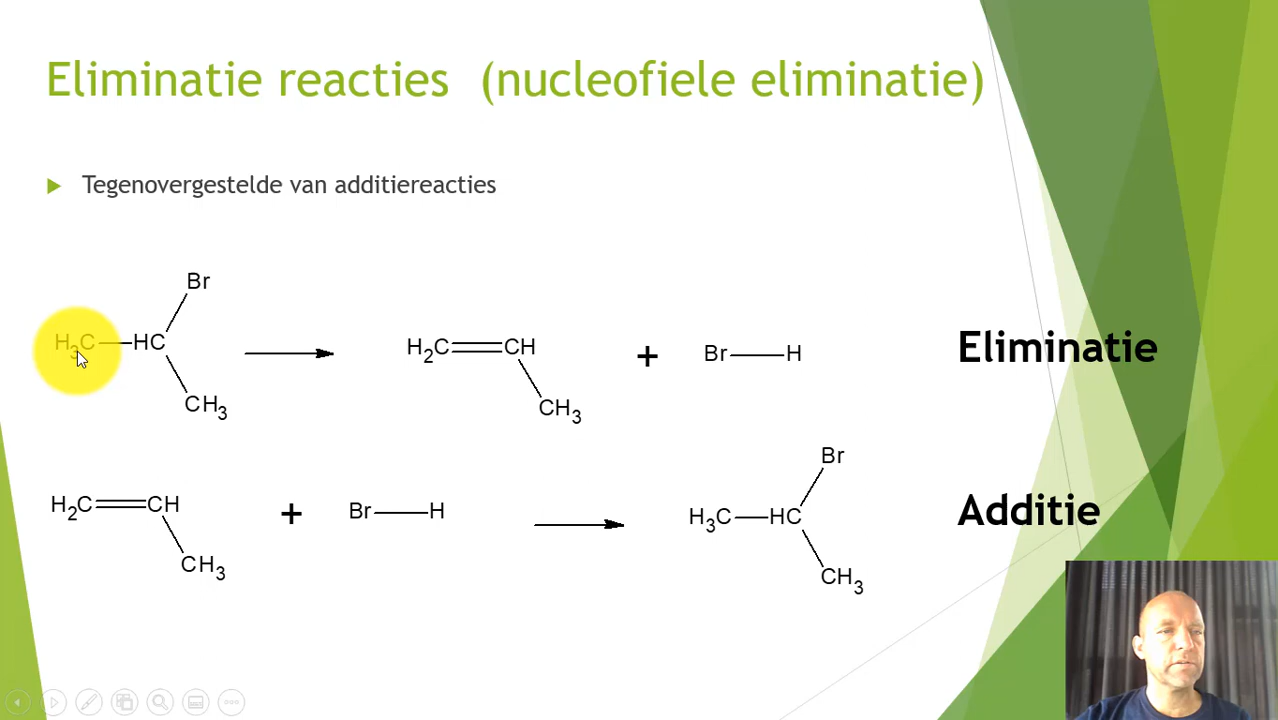 Eliminatie reacties (nucleofiele eliminatie)
Tegenovergestelde van additiereacties
Br
H₃C HC
CH₃
H₂C CH
CH₃
+
Br H
Eliminatie
H₂C CH
CH₃
+
Br H
Br
H₃C HC
CH₃
Additie